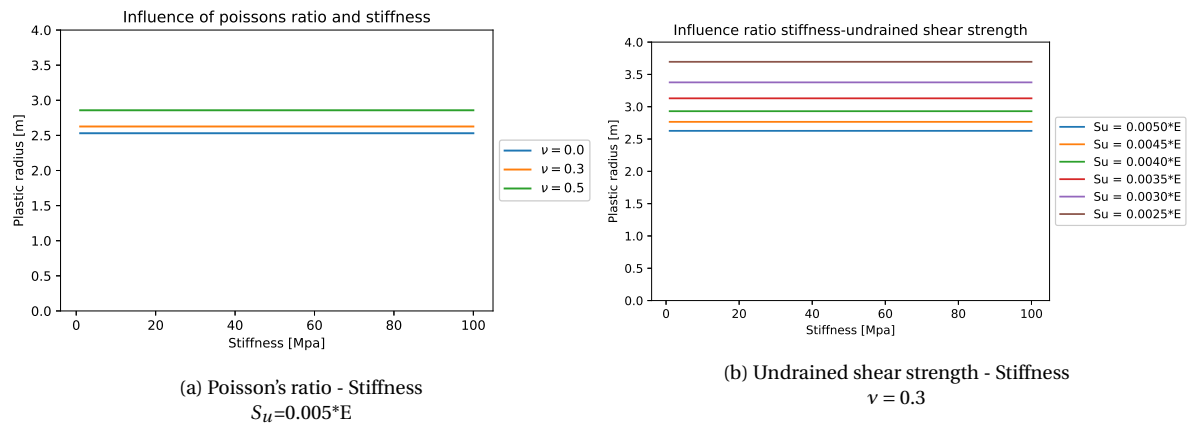 Influence of poissons ratio and stiffness
4.0
3.5
3.0
2.5
2.0
1.5
1.0
0.5
0.0
Plastic radius [m]
0 20 40 60 80 100
Stiffness [Mpa]
ν = 0.0
ν = 0.3
ν = 0.5
(a) Poisson's ratio - Stiffness
Su=0.005*E
Influence ratio stiffness-undrained shear strength
4.0
3.5
3.0
2.5
2.0
1.5
1.0
0.5
0.0
Plastic radius [m]
0 20 40 60 80 100
Stiffness [Mpa]
Su = 0.0050*E
Su = 0.0045*E
Su = 0.0040*E
Su = 0.0035*E
Su = 0.0030*E
Su = 0.0025*E
(b) Undrained shear strength - Stiffness
ν = 0.3